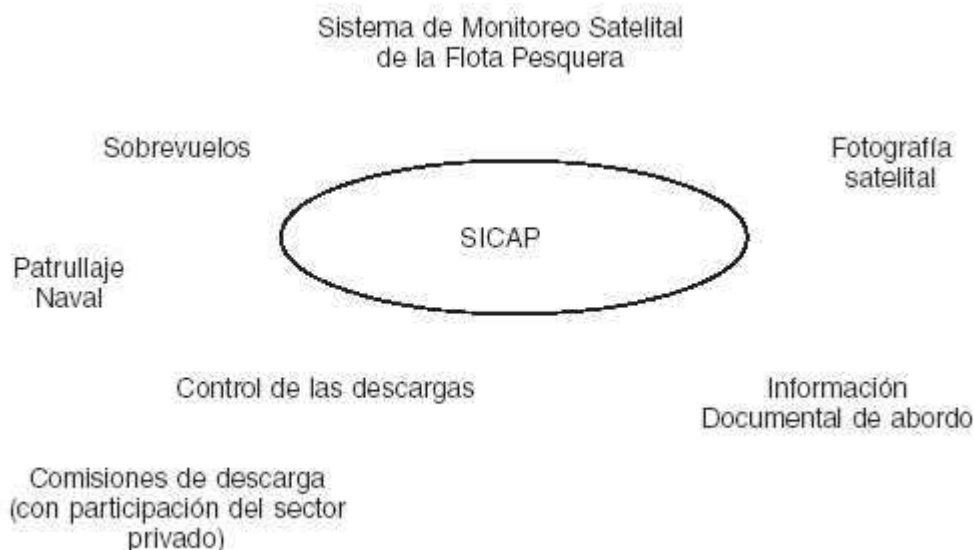 Sistema de Monitoreo Satelital
de la Flota Pesquera
Sobrevuelos
Fotografía
satelital
SICAP
Patrullaje
Naval
Control de las descargas
Información
Documental de abordo
Comisiones de descarga
(con participación del sector
privado)